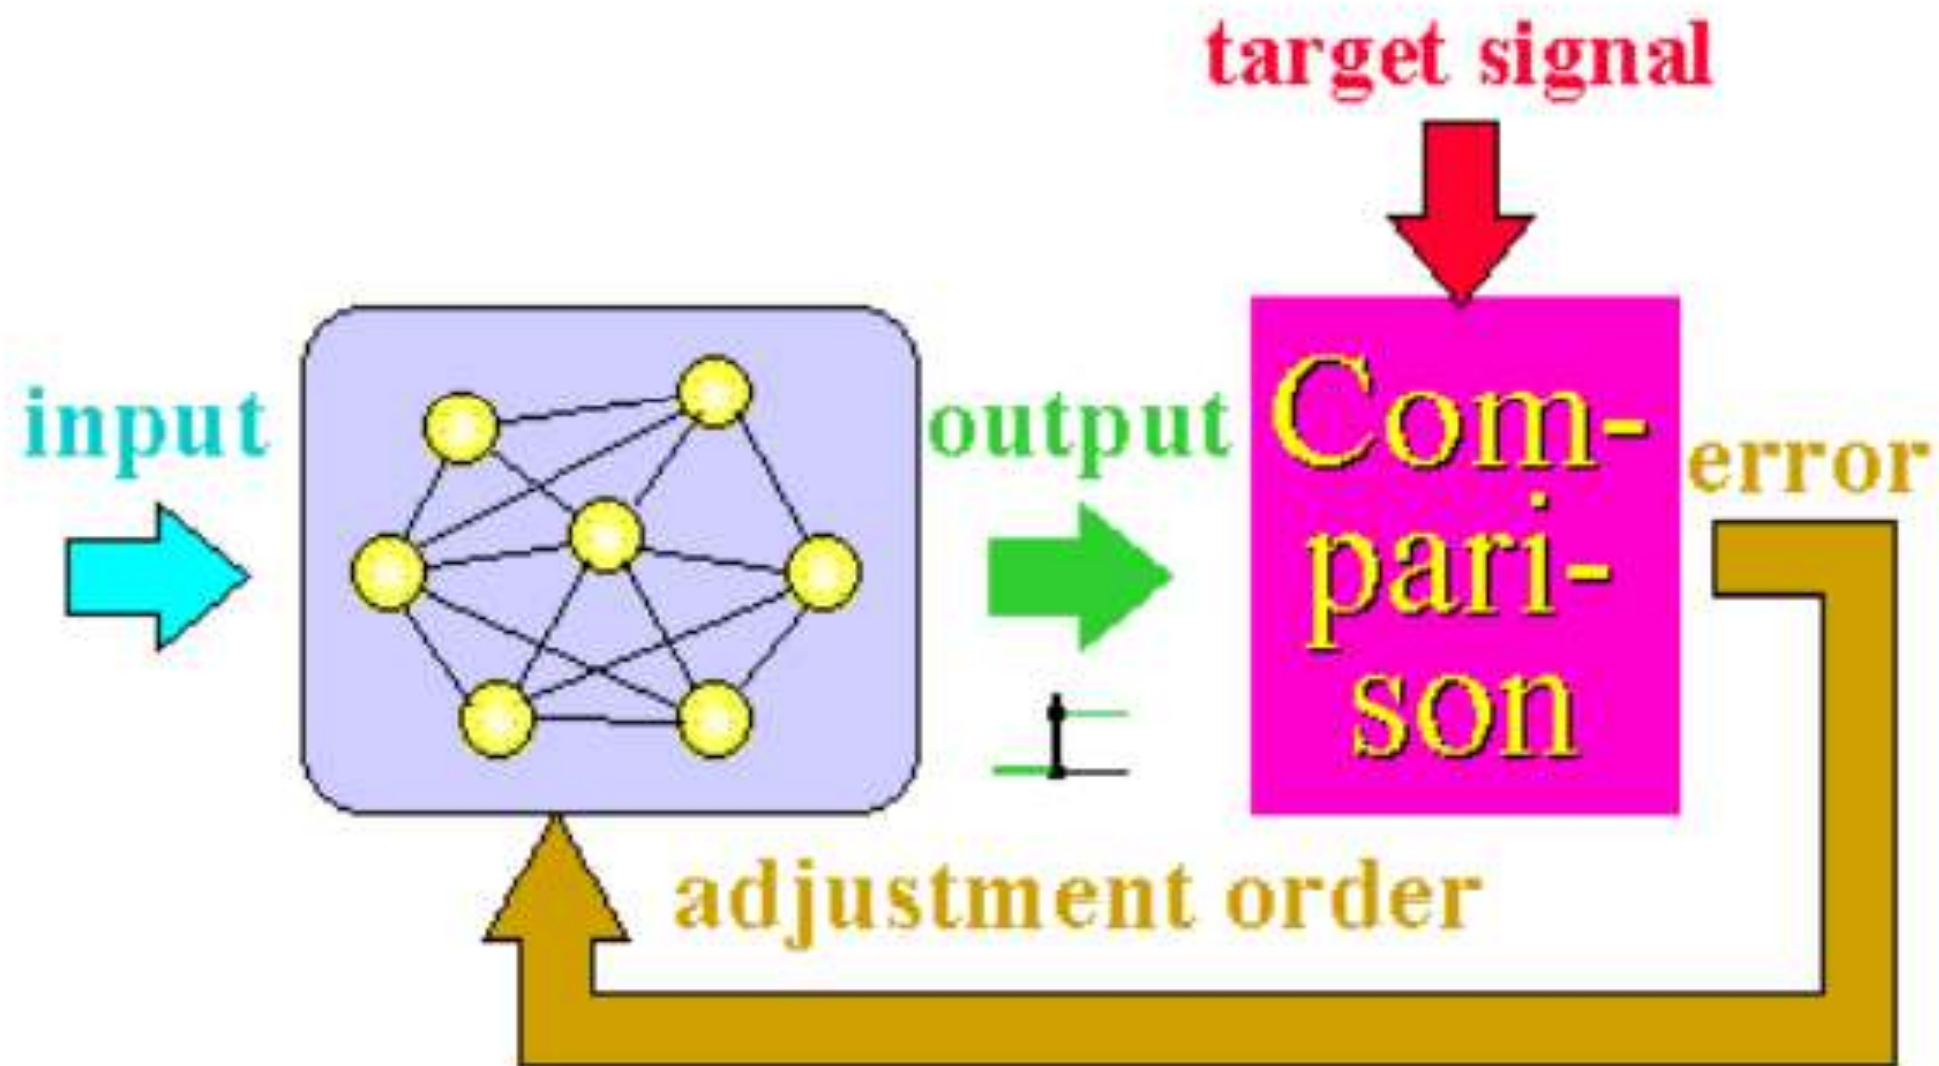 target signal
input
output
Com-
pari-
son
error
adjustment order